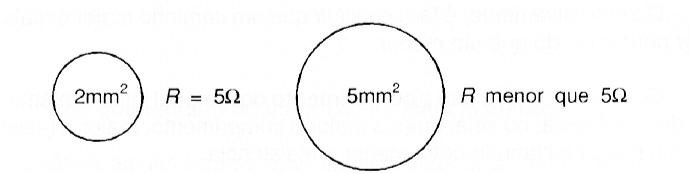 2mm² R = 5Ω 5mm² R menor que 5Ω